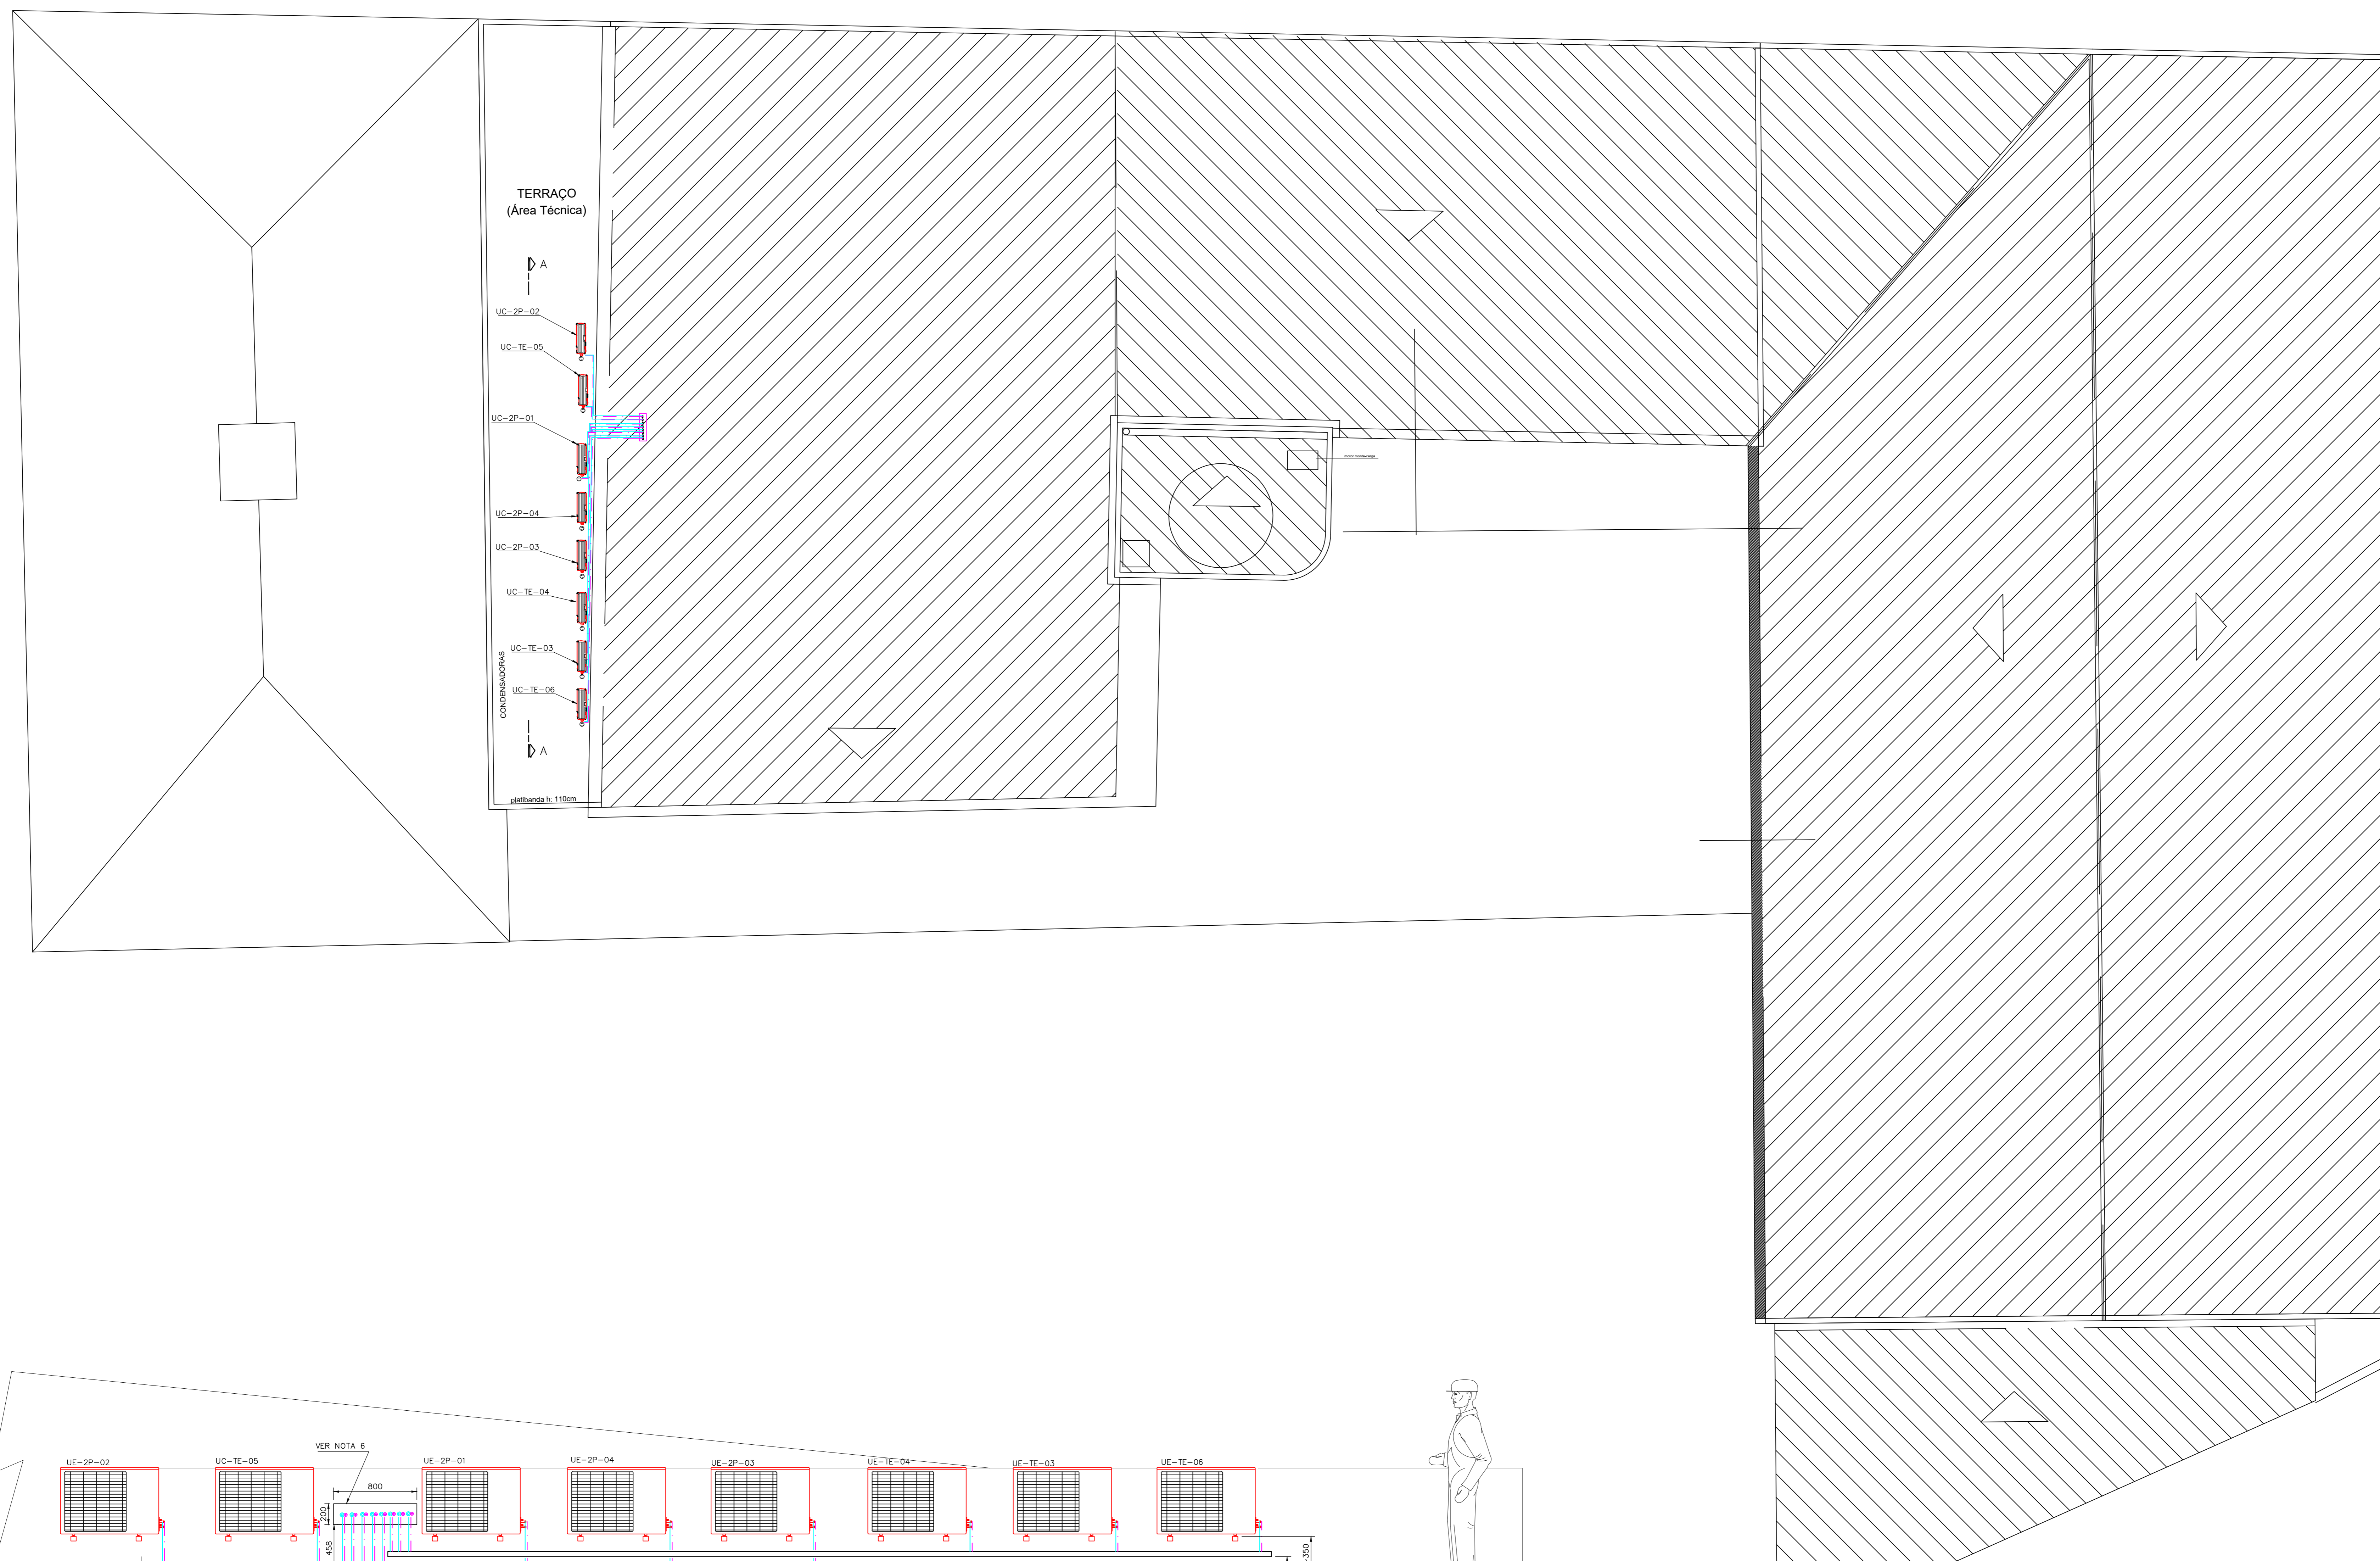 TERRAÇO
(Área Técnica)
A
UC-2P-02
UC-TE-05
UC-2P-01
motor monta-carga
UC-2P-04
UC-2P-03
UC-TE-04
UC-TE-03
CONDENSADORAS
UC-TE-06
A
platibanda h: 110cm
VER NOTA 6
UE-2P-02
UC-TE-05
UE-2P-01
UE-2P-04
UE-2P-03
UE-TE-04
UE-TE-03
UE-TE-06
800
200
458
350